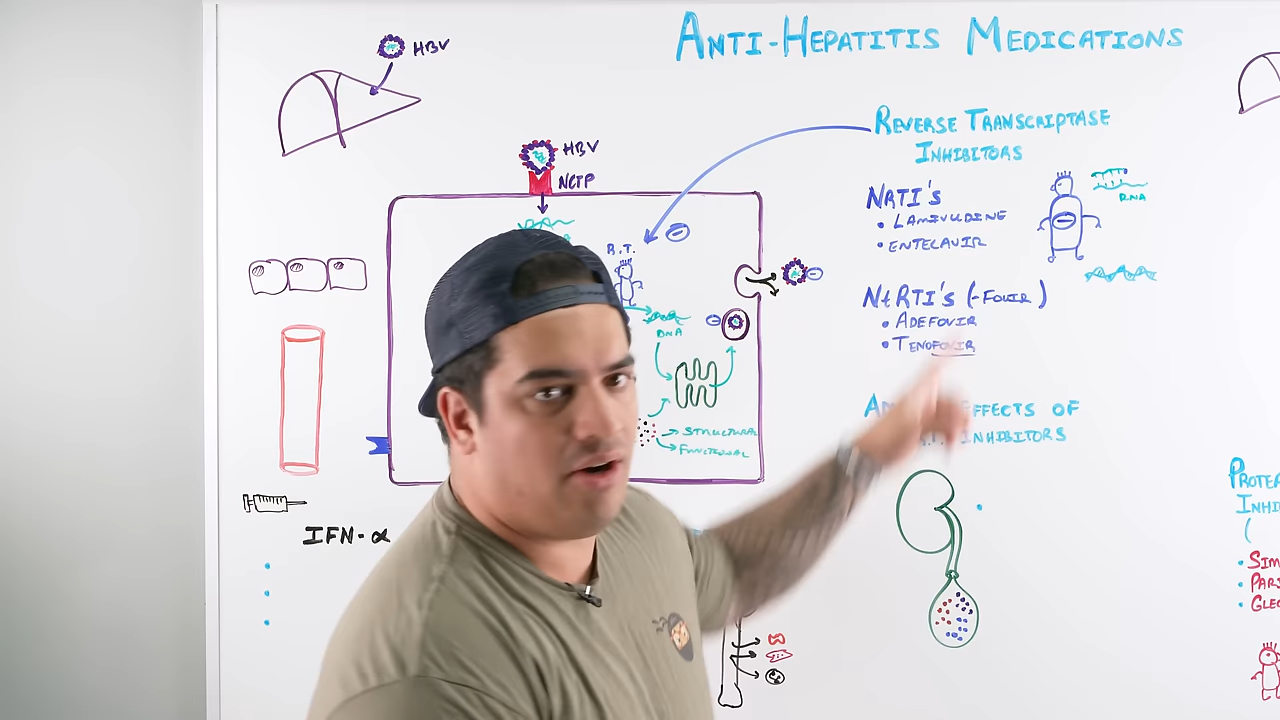 ANTI-HEPATITIS MEDICATIONS
HBV
HBV
NCTP
REVERSE TRANSCRIPTASE
INHIBITORS
NRTI's
• LAMIVUDINE
• ENTECAVIR
RNA
R.T.
DNA
NtRTI's (-FOVIR)
• ADEFOVIR
• TENOFOVIR
→ STRUCTURAL
→ FUNCTIONAL
EFFECTS OF
INHIBITORS
IFN-α